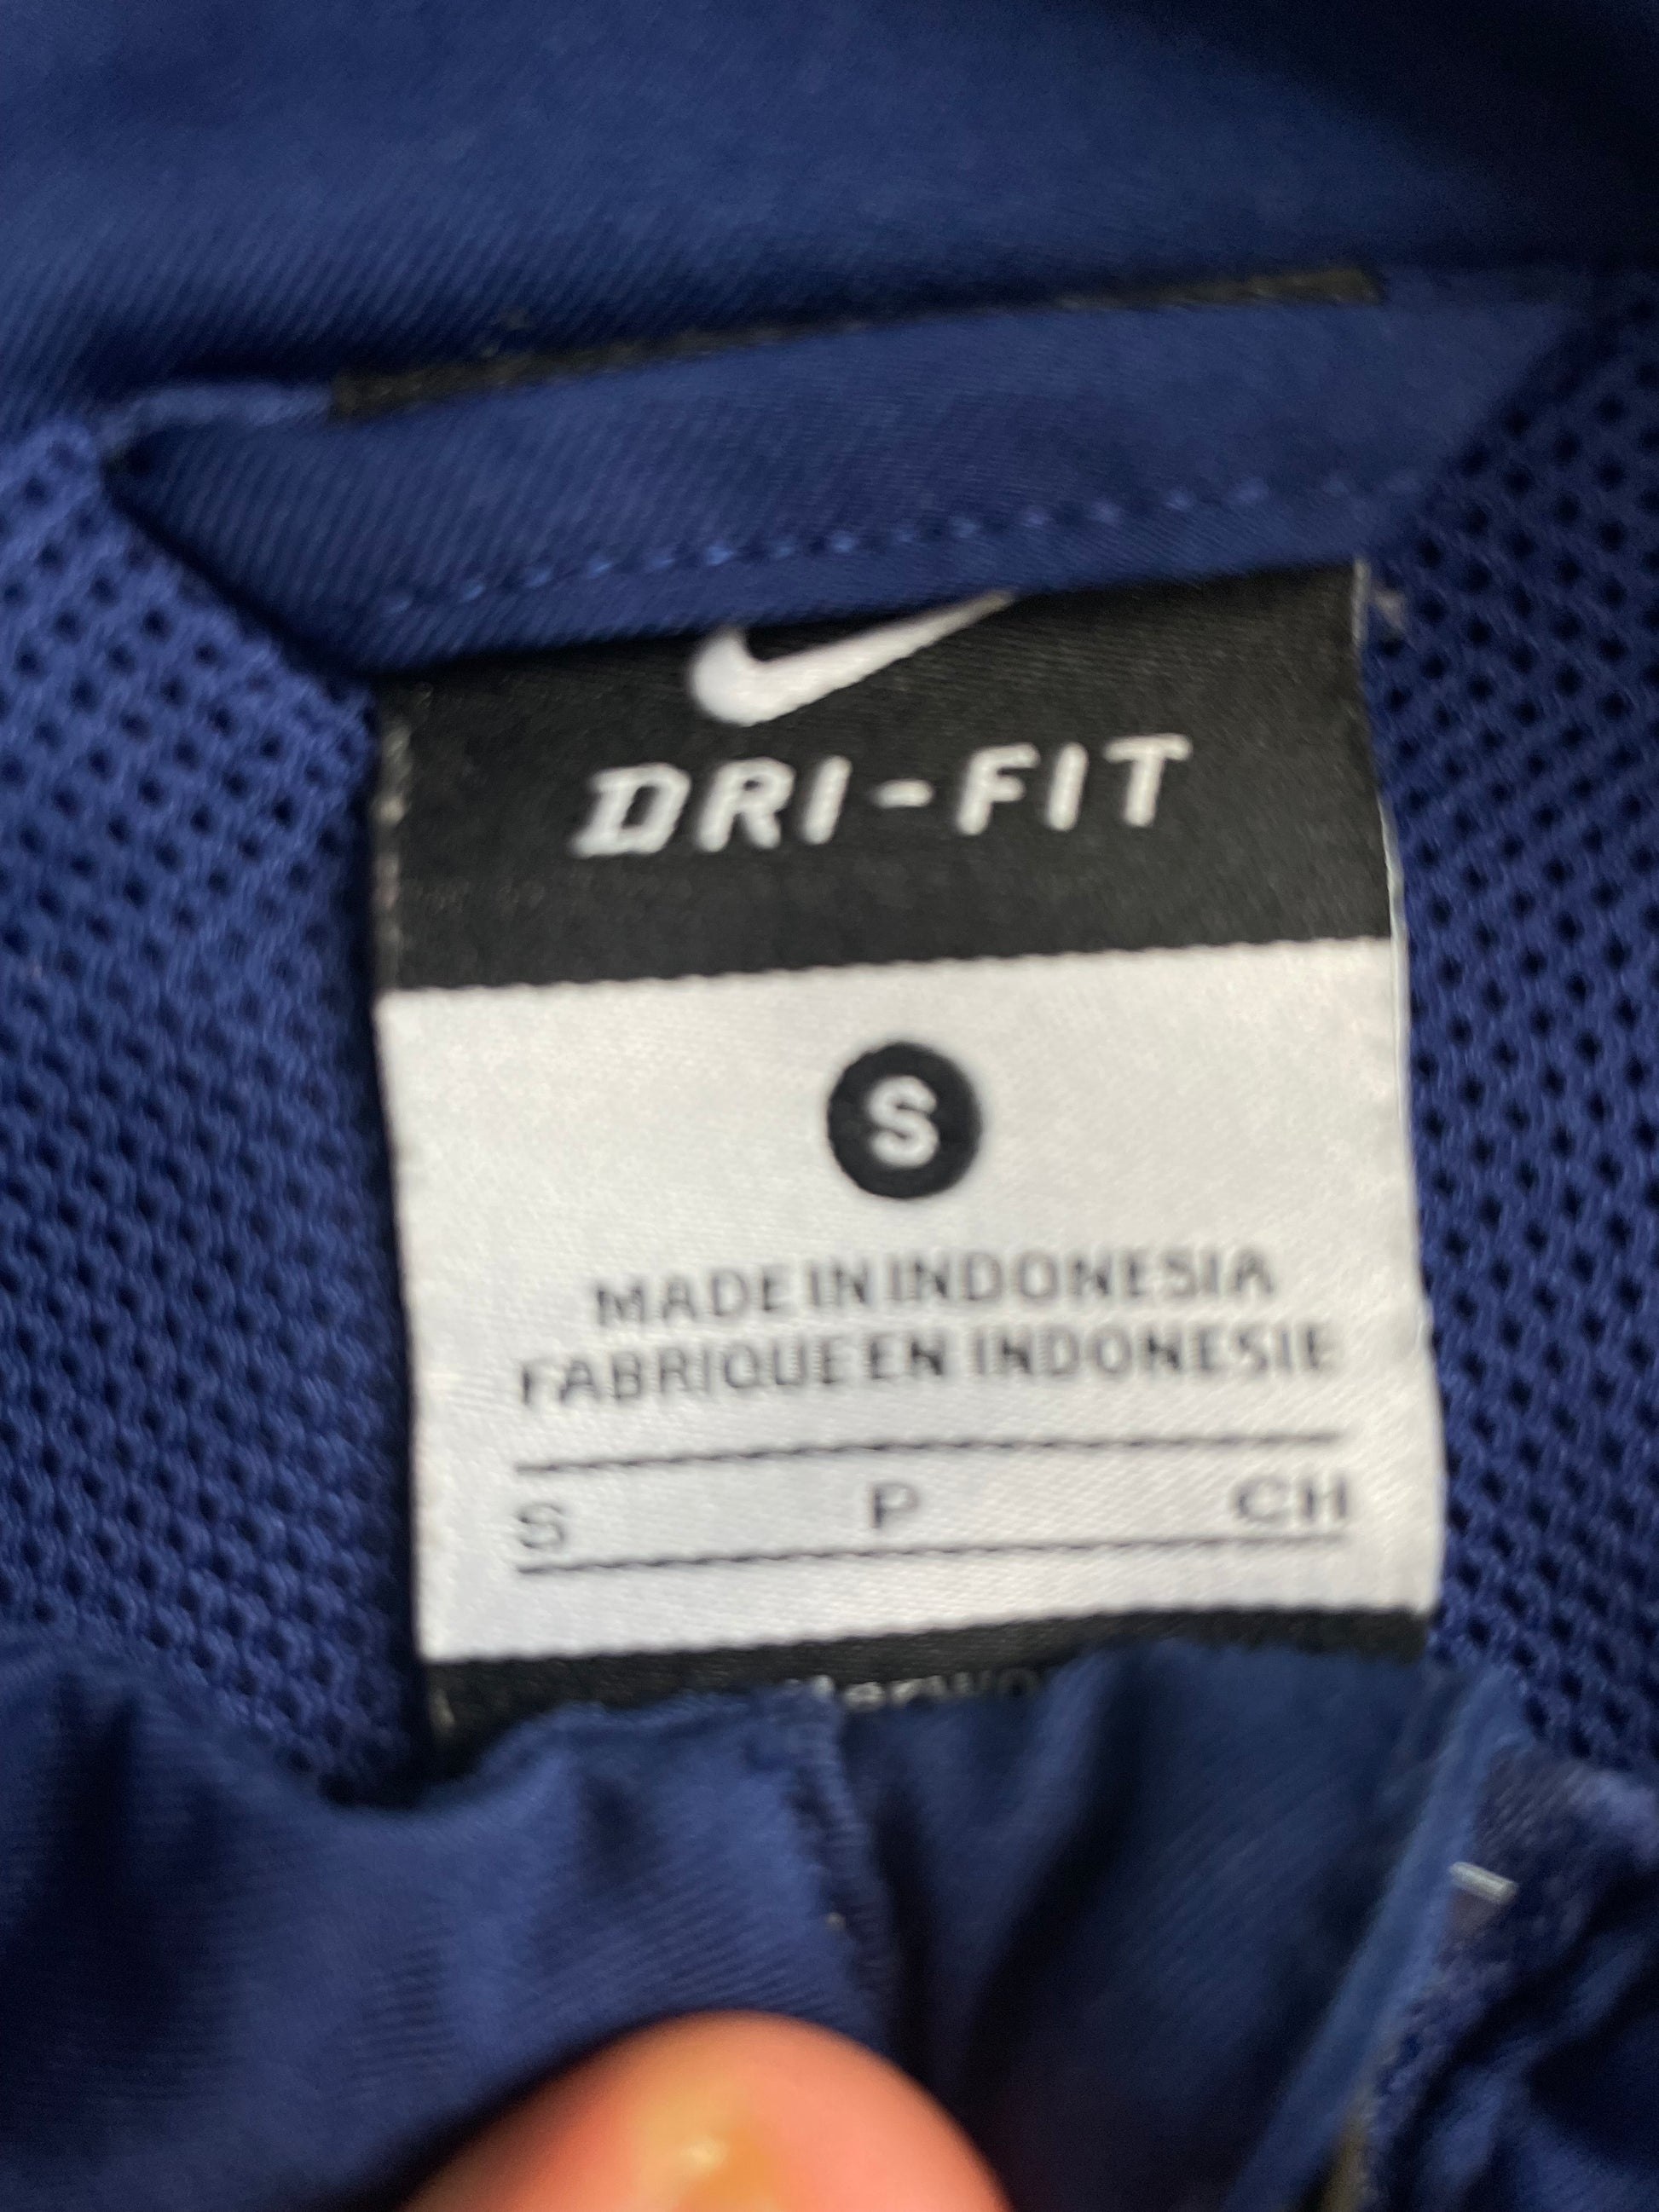 DRI-FIT
S
MADE IN INDONESIA
FABRIQUE EN INDONESIE
S P CH